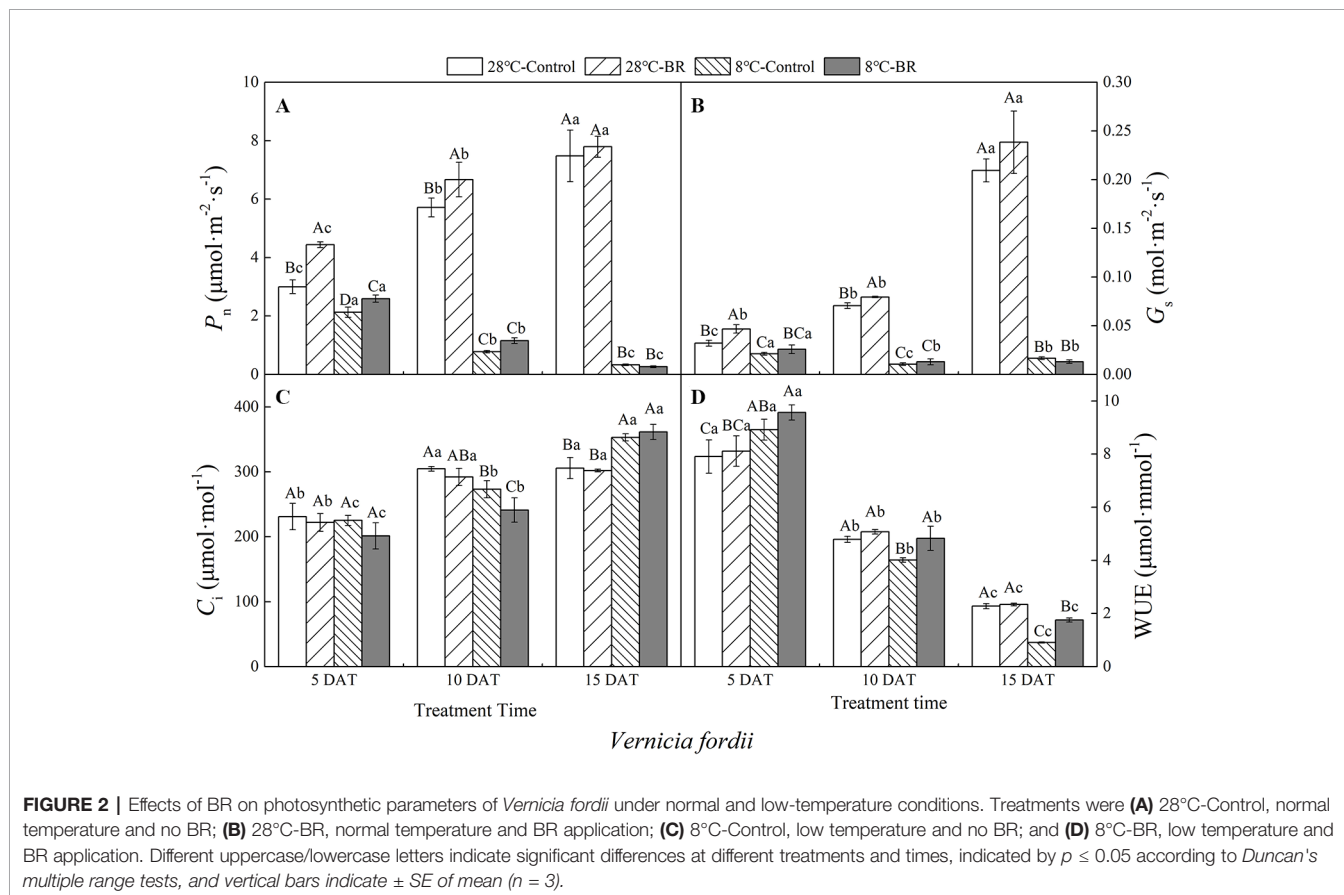 28℃-Control 28℃-BR 8℃-Control 8℃-BR
A
10
8
6
4
2
0
Pn (μmol·m-2·s-1)
Bc Ac Da Ca
Bb Ab Cb Cb
Aa Aa Bc Bc
B
0.30
0.25
0.20
0.15
0.10
0.05
0.00
Gs (mol·m-2·s-1)
Bc Ab Ca BCa
Bb Ab Cc Cb
Aa Aa Bb Bb
C
400
300
200
100
0
Ci (μmol·mol-1)
Ab Ab Ac Ac
Aa ABa Bb Cb
Ba Ba Aa Aa
5 DAT 10 DAT 15 DAT
Treatment Time
D
10
8
6
4
2
0
WUE (μmol·mmol-1)
Ca BCa ABa Aa
Ab Ab Bb Ab
Ac Ac Cc Bc
5 DAT 10 DAT 15 DAT
Treatment time
Vernicia fordii
FIGURE 2 | Effects of BR on photosynthetic parameters of Vernicia fordii under normal and low-temperature conditions. Treatments were (A) 28°C-Control, normal
temperature and no BR; (B) 28°C-BR, normal temperature and BR application; (C) 8°C-Control, low temperature and no BR; and (D) 8°C-BR, low temperature and
BR application. Different uppercase/lowercase letters indicate significant differences at different treatments and times, indicated by p ≤ 0.05 according to Duncan's
multiple range tests, and vertical bars indicate ± SE of mean (n = 3).